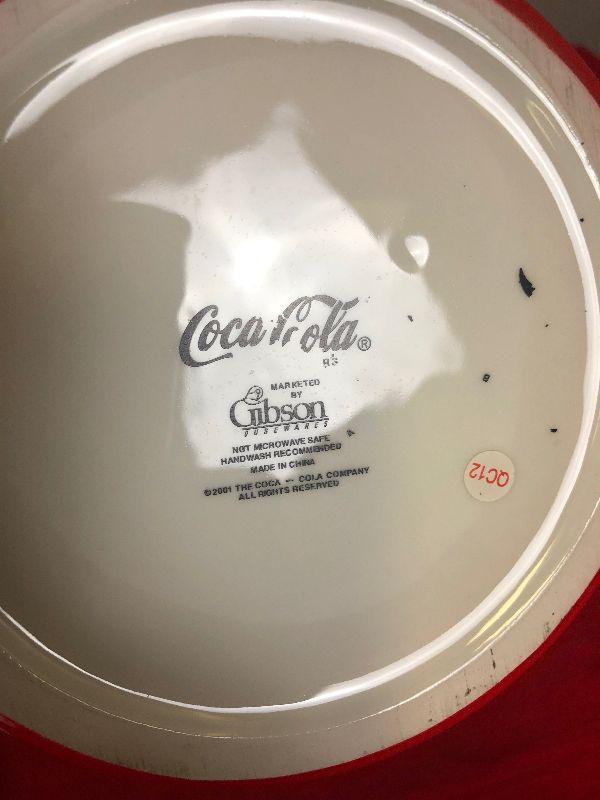 Coca-Cola®
MARKETED
BY
Gibson
NOT MICROWAVE SAFE
HANDWASH RECOMMENDED
MADE IN CHINA
©2001 THE COCA - COLA COMPANY
ALL RIGHTS RESERVED
QC12